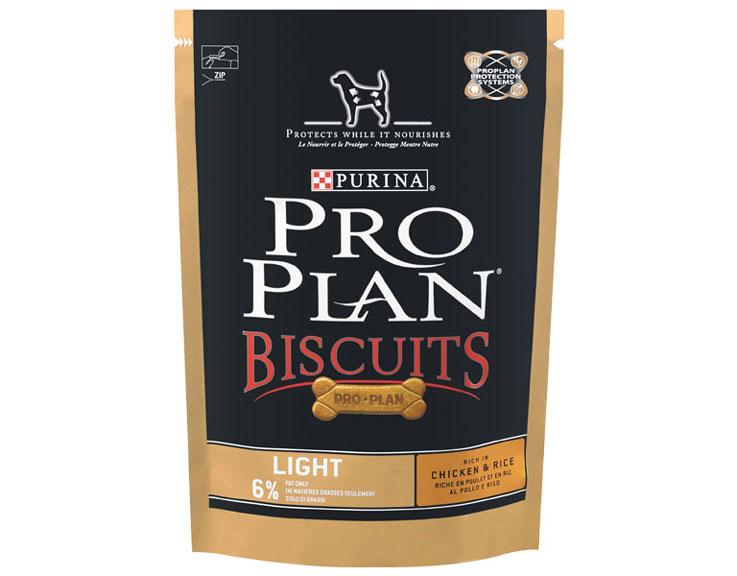 ZIP
PROPLAN
PROTECTION
SYSTEMS
PROTECTS WHILE IT NOURISHES
Le Nourrir et le Protéger - Protegge Mentre Nutre
PURINA®
PRO
PLAN®
BISCUITS
PRO-PLAN
LIGHT
6% FAT ONLY
DE MATIÈRES GRASSES SEULEMENT
SOLO DI GRASSI
RICH IN
CHICKEN & RICE
RICHE EN POULET ET EN RIZ
AL POLLO E RISO.